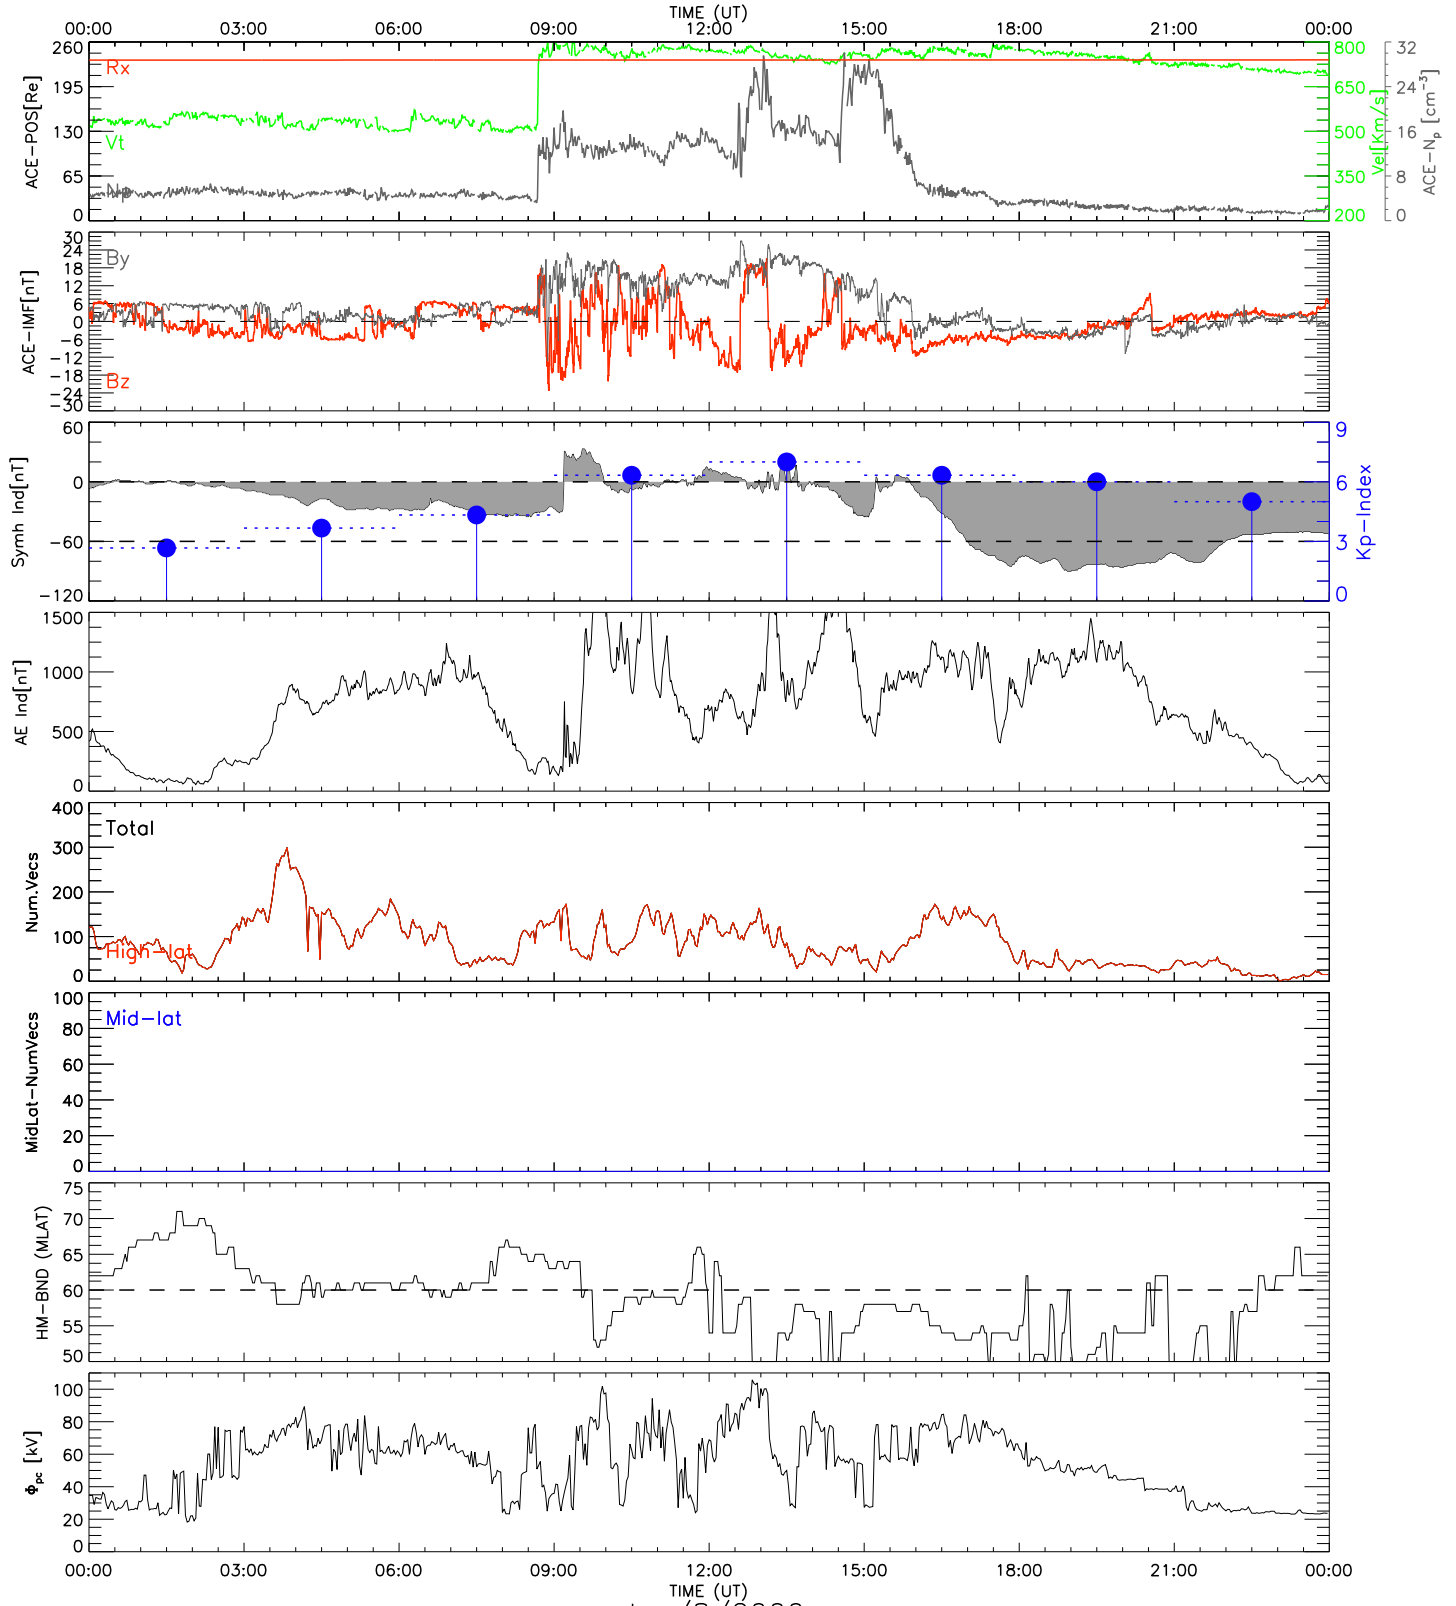 TIME (UT)
00:00 03:00 06:00 09:00 12:00 15:00 18:00 21:00 00:00
ACE-POS[Re]
260
195
130
65
0
Rx
Vt
800
650
500
350
200
Vel[Km/s]
32
24
16
8
0
ACE-Np [cm-3]
ACE-IMF[nT]
30
24
18
12
6
0
-6
-12
-18
-24
-30
By
Bz
Symh Ind[nT]
60
0
-60
-120
9
6
3
0
Kp-Index
AE Ind[nT]
1500
1000
500
0
Num.Vecs
400
300
200
100
0
Total
High-lat
MidLat-NumVecs
100
80
60
40
20
0
Mid-lat
HM-BND (MLAT)
75
70
65
60
55
50
Φpc [kV]
100
80
60
40
20
0
00:00 03:00 06:00 09:00 12:00 15:00 18:00 21:00 00:00
TIME (UT)